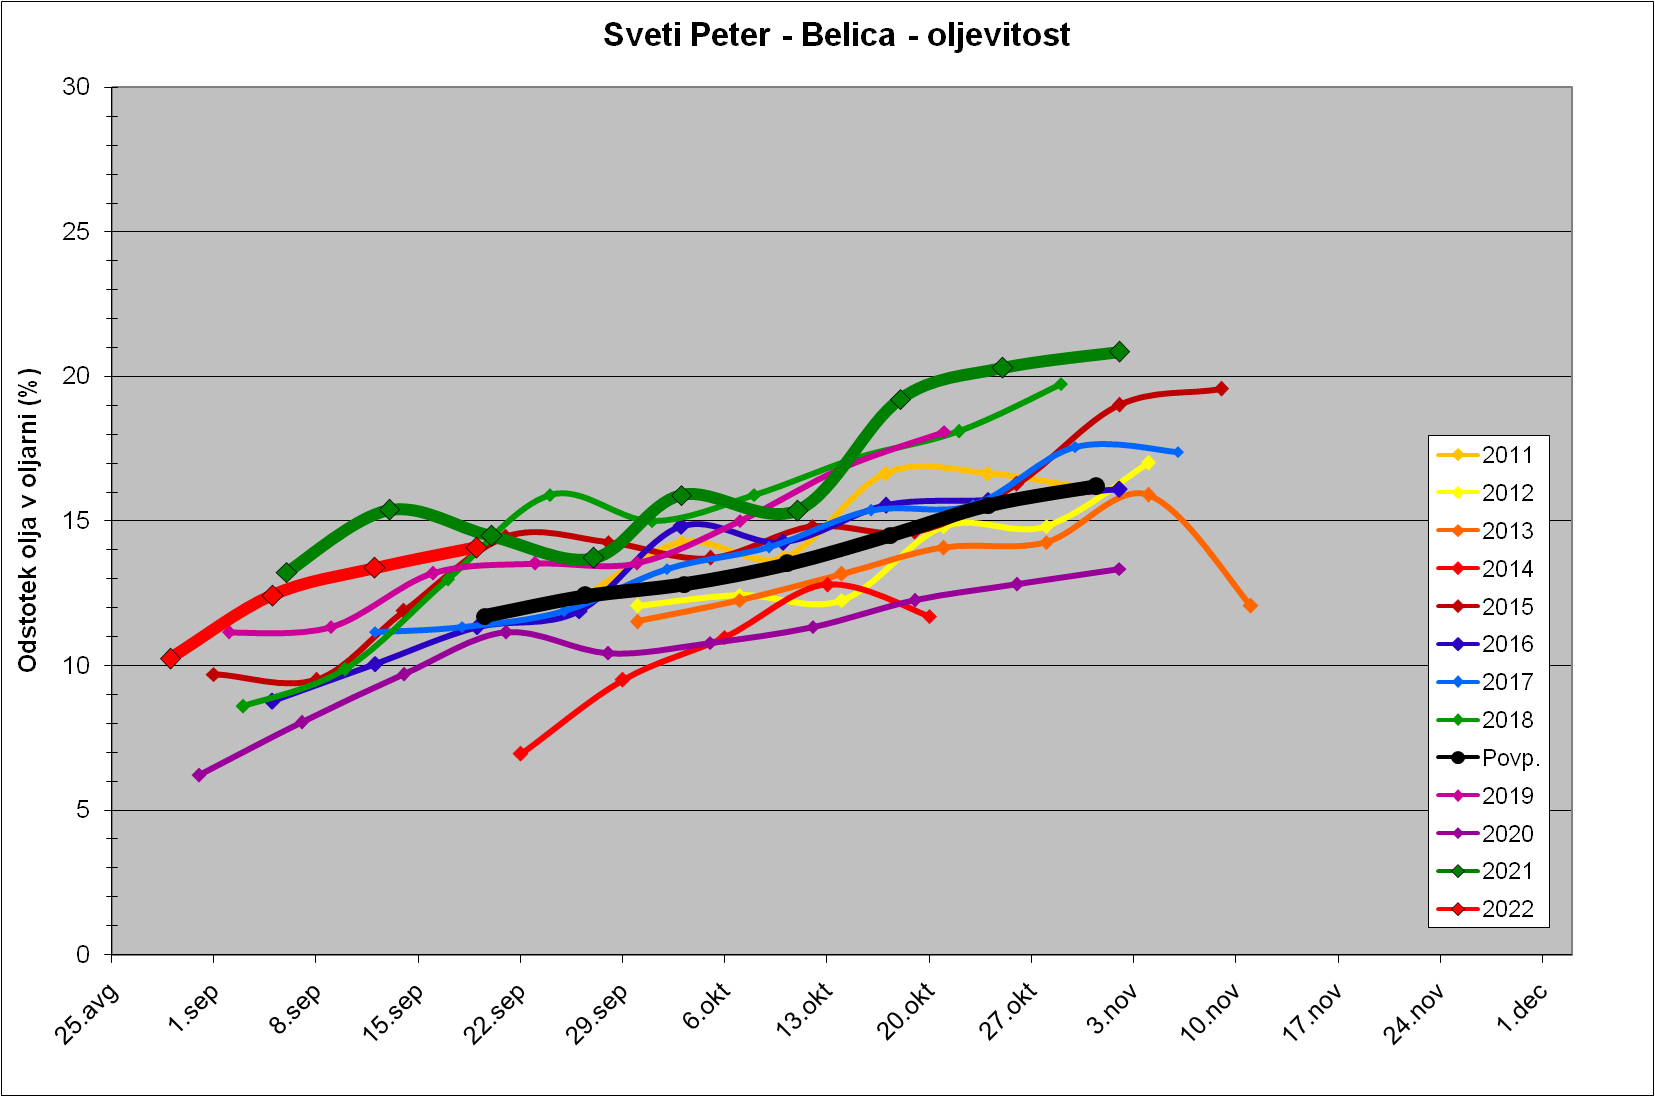 Sveti Peter - Belica - oljevitost
Odstotek olja v oljarni (%)
30
25
20
15
10
5
0
25.avg
1.sep
8.sep
15.sep
22.sep
29.sep
6.okt
13.okt
20.okt
27.okt
3.nov
10.nov
17.nov
24.nov
1.dec
2011
2012
2013
2014
2015
2016
2017
2018
Povp.
2019
2020
2021
2022